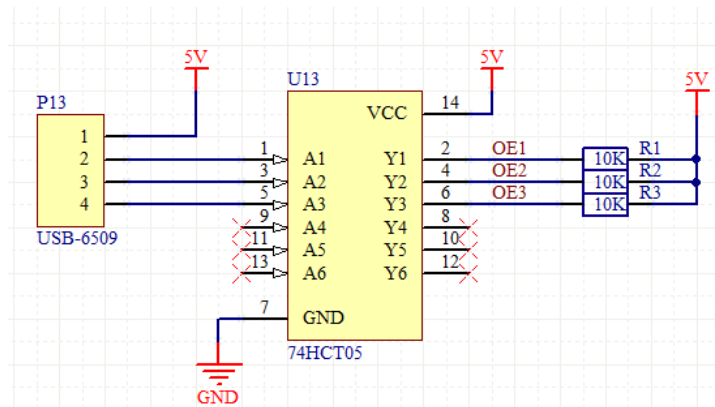 5V
5V
5V
P13
U13
1
2
3
4
USB-6509
1
3
5
9
11
13
7
A1
A2
A3
A4
A5
A6
GND
VCC
Y1
Y2
Y3
Y4
Y5
Y6
14
2
4
6
8
10
12
OE1
OE2
OE3
10K
10K
10K
R1
R2
R3
74HCT05
GND